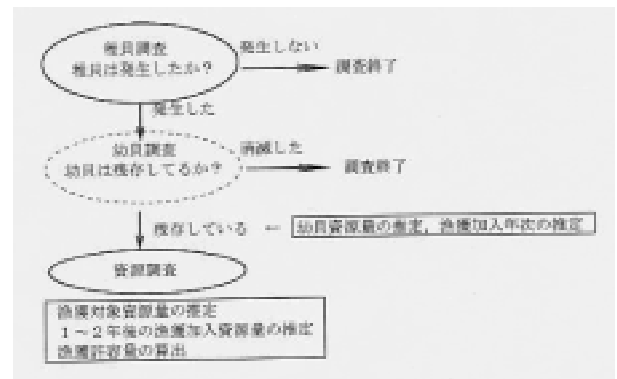 稚貝調査
稚貝は発生したか？
発生しない
調査終了
発生した
幼貝調査
幼貝は残存してるか？
消滅した
調査終了
残存している
←
幼貝資源量の推定，漁獲加入年次の推定
資源調査
漁獲対象資源量の推定
1～2年後の漁獲加入資源量の推定
漁獲許容量の算出